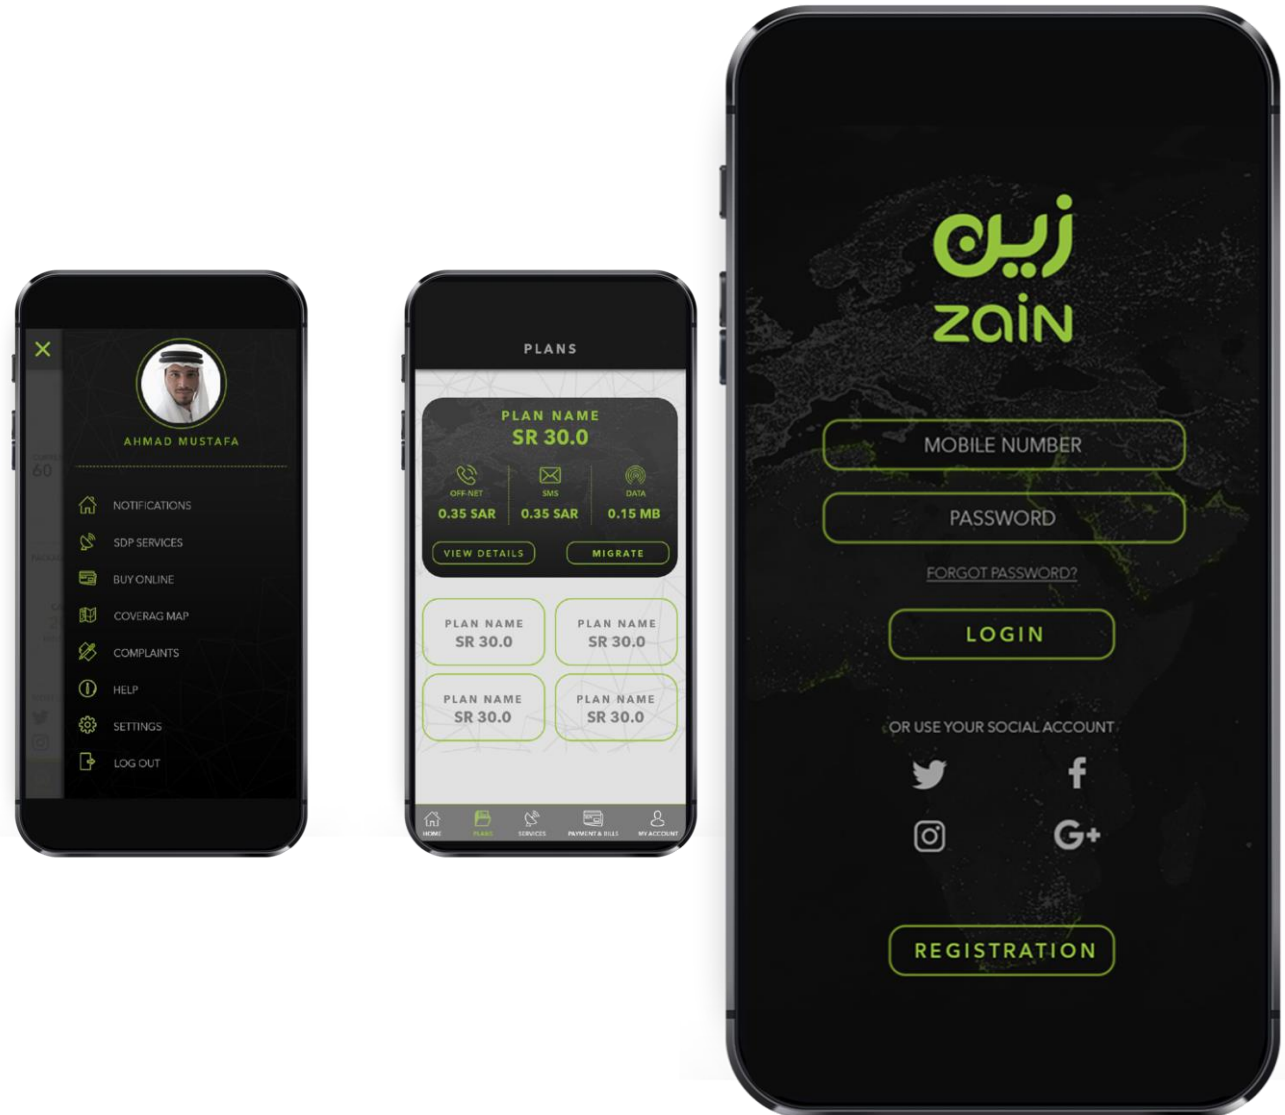 AHMAD MUSTAFA
60
NOTIFICATIONS
SDP SERVICES
BUY ONLINE
COVERAG MAP
COMPLAINTS
HELP
SETTINGS
LOG OUT
PLANS
PLAN NAME
SR 30.0
OFF-NET SMS DATA
0.35 SAR 0.35 SAR 0.15 MB
VIEW DETAILS MIGRATE
PLAN NAME PLAN NAME
SR 30.0 SR 30.0
PLAN NAME PLAN NAME
SR 30.0 SR 30.0
HOME PLANS SERVICES PAYMENT & BILLS MY ACCOUNT
زين
zain
MOBILE NUMBER
PASSWORD
FORGOT PASSWORD?
LOGIN
OR USE YOUR SOCIAL ACCOUNT
f
G+
REGISTRATION